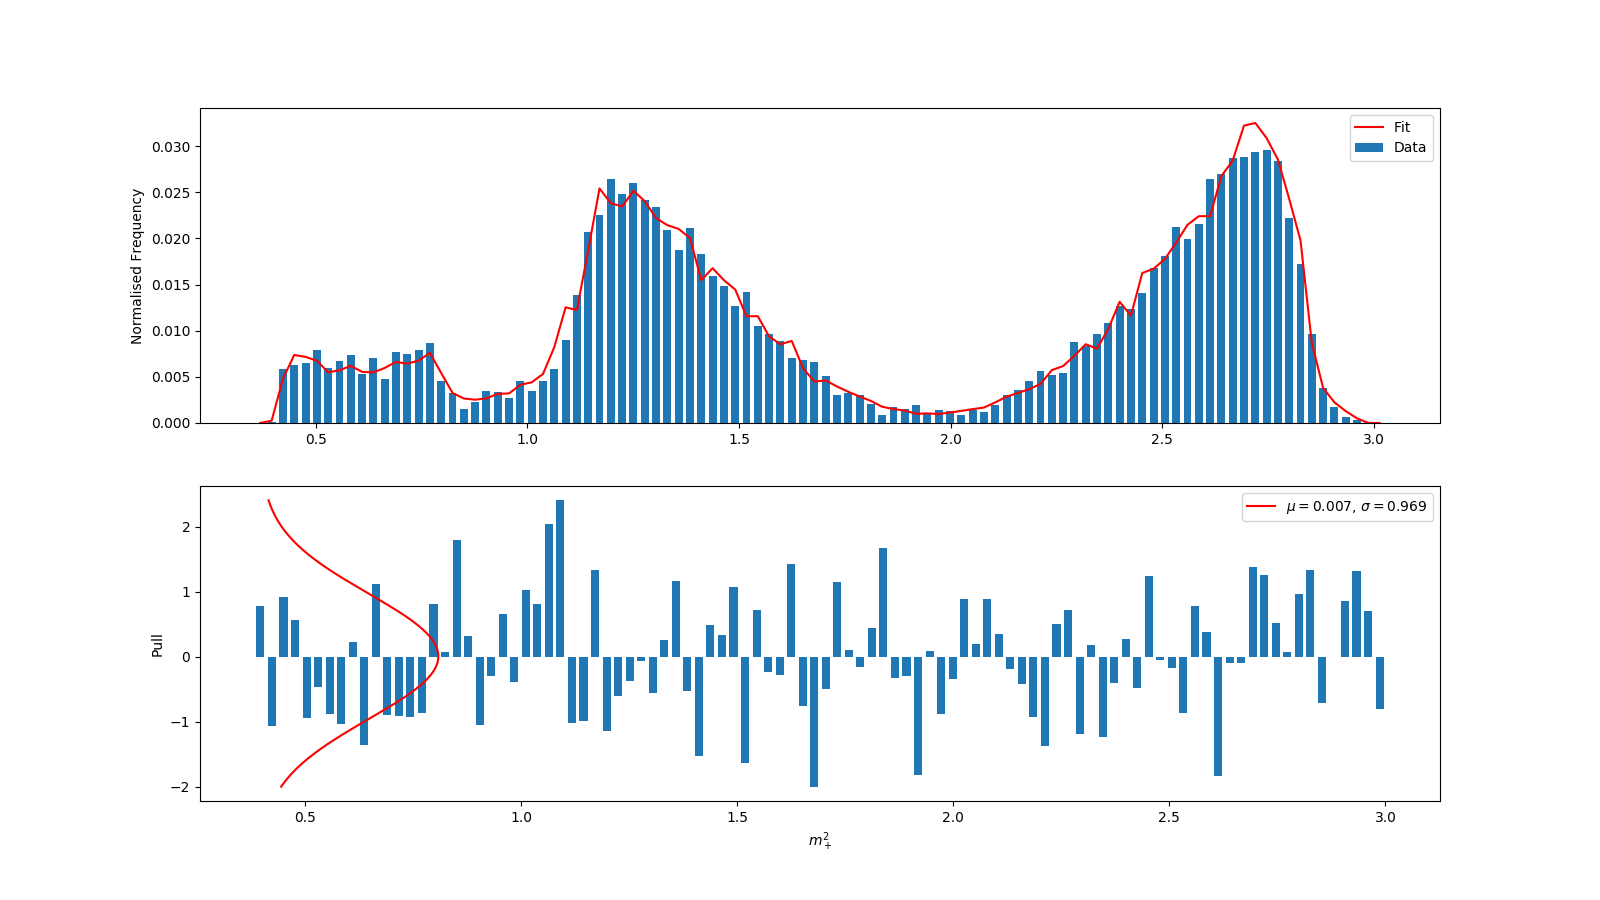 Fit
Data
Normalised Frequency
0.030
0.025
0.020
0.015
0.010
0.005
0.000
0.5 1.0 1.5 2.0 2.5 3.0
μ = 0.007, σ = 0.969
Pull
2
1
0
−1
−2
0.5 1.0 1.5 2.0 2.5 3.0
m²₊